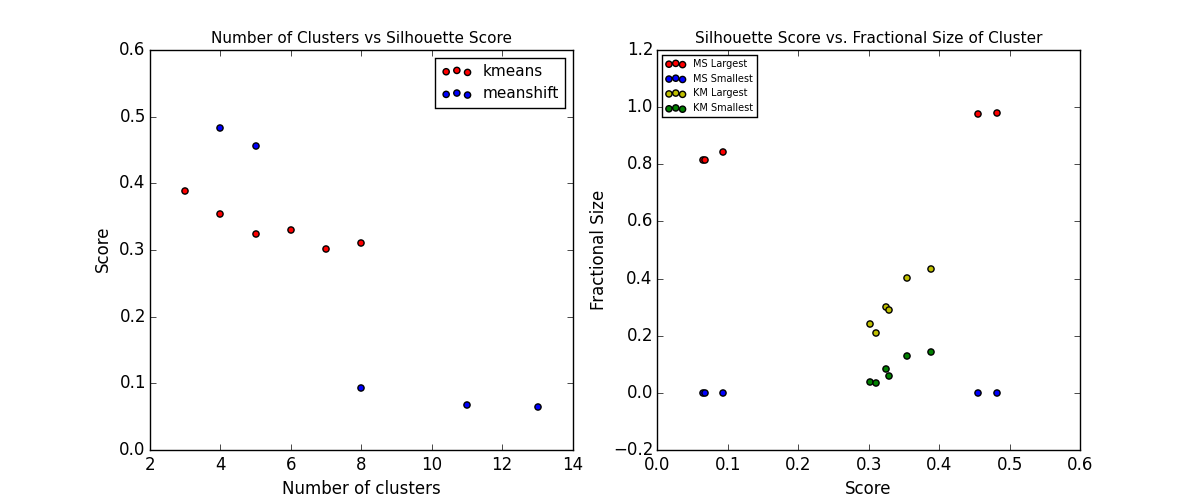 Number of Clusters vs Silhouette Score
0.6
0.5
0.4
0.3
0.2
0.1
0.0
Score
kmeans
meanshift
2 4 6 8 10 12 14
Number of clusters
Silhouette Score vs. Fractional Size of Cluster
1.2
1.0
0.8
0.6
0.4
0.2
0.0
−0.2
Fractional Size
MS Largest
MS Smallest
KM Largest
KM Smallest
0.0 0.1 0.2 0.3 0.4 0.5 0.6
Score